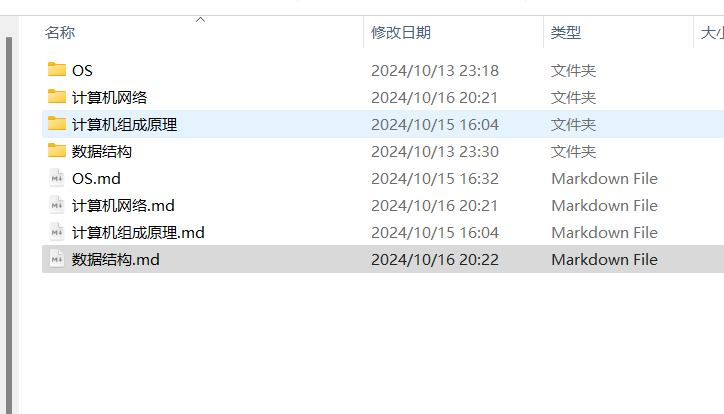 名称 修改日期 类型 大小
OS 2024/10/13 23:18 文件夹
计算机网络 2024/10/16 20:21 文件夹
计算机组成原理 2024/10/15 16:04 文件夹
数据结构 2024/10/13 23:30 文件夹
OS.md 2024/10/15 16:32 Markdown File
计算机网络.md 2024/10/16 20:21 Markdown File
计算机组成原理.md 2024/10/15 16:04 Markdown File
数据结构.md 2024/10/16 20:22 Markdown File